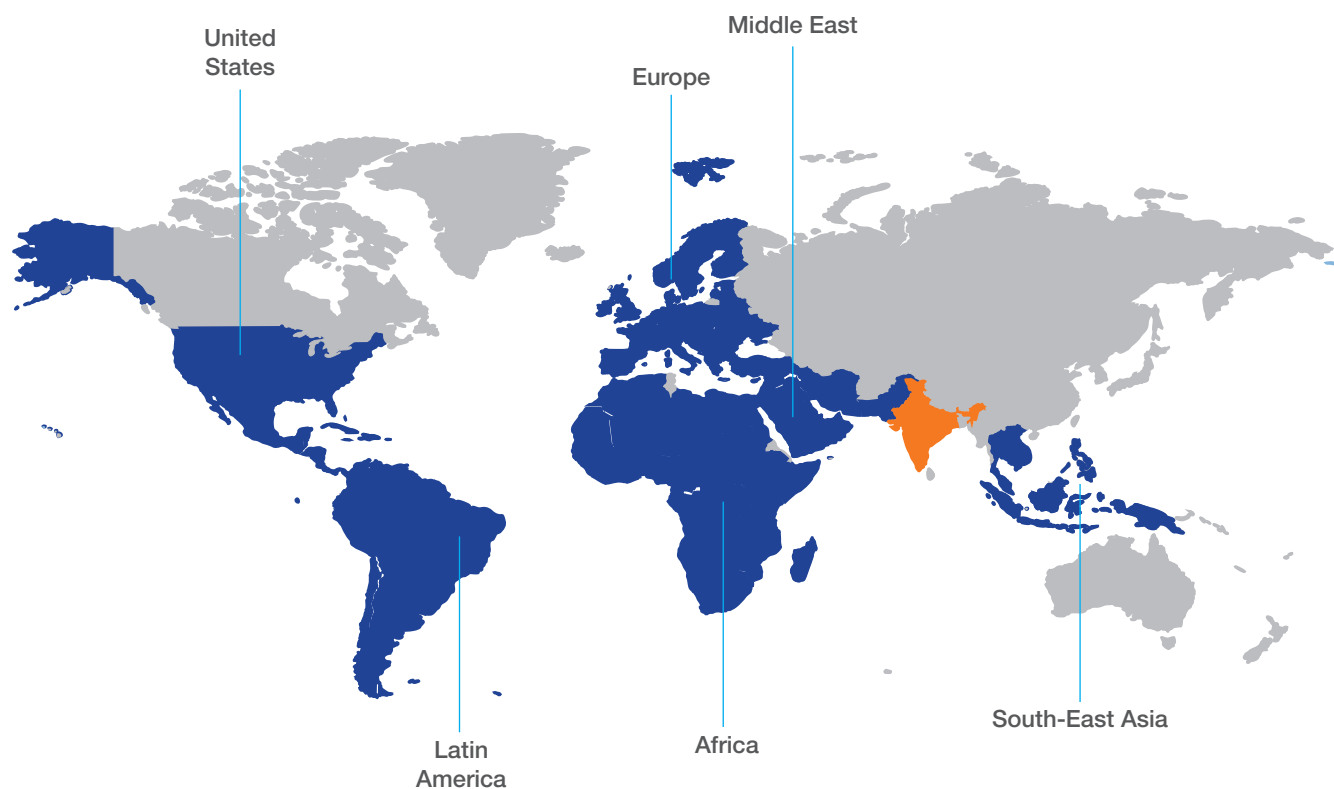 United
States
Middle East
Europe
Latin
America
Africa
South-East Asia